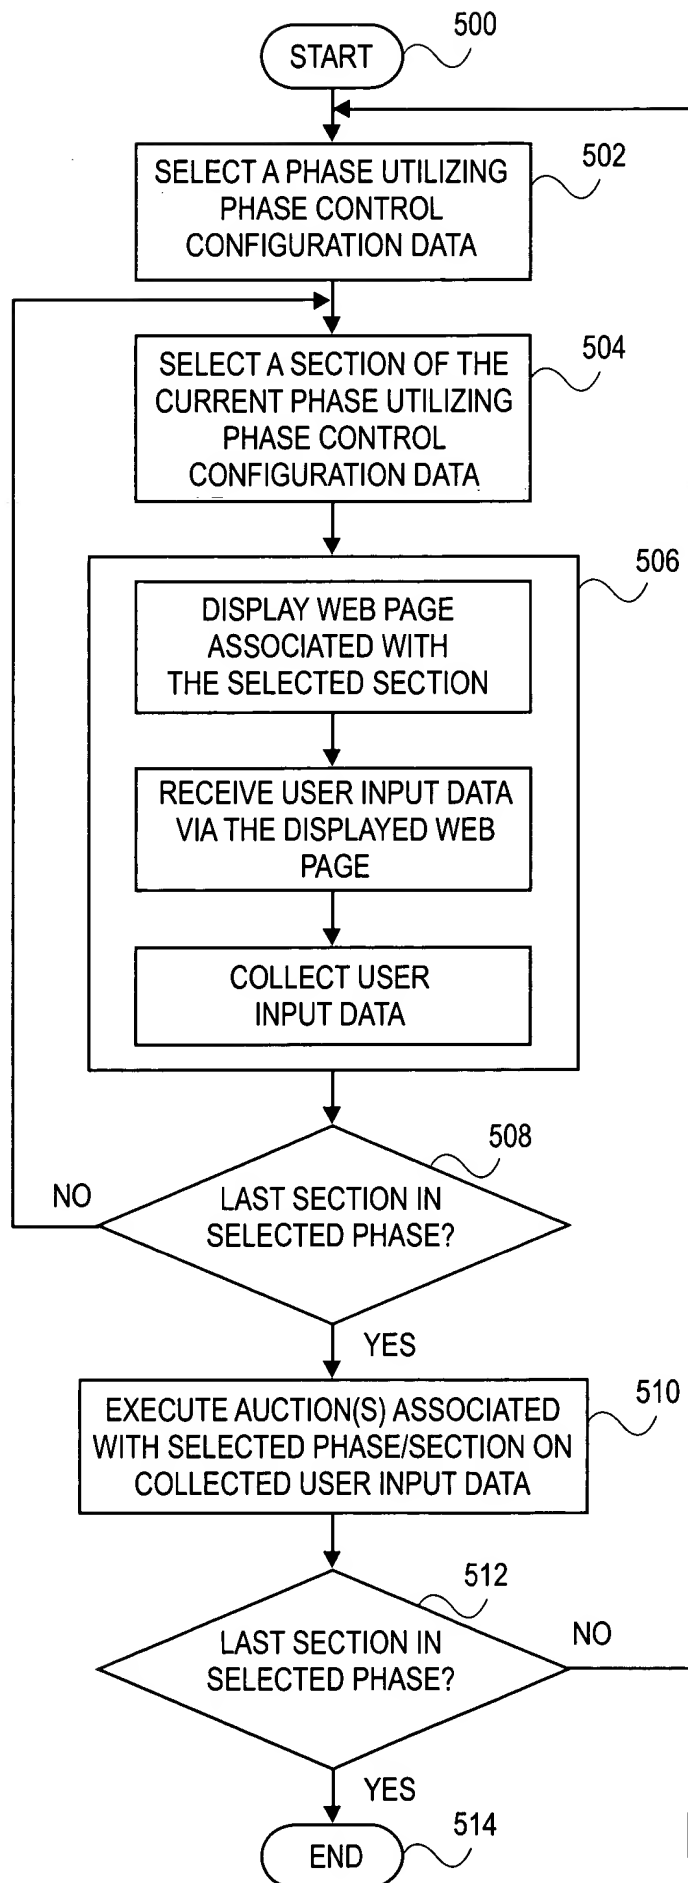 START
500
SELECT A PHASE UTILIZING
PHASE CONTROL
CONFIGURATION DATA
502
SELECT A SECTION OF THE
CURRENT PHASE UTILIZING
PHASE CONTROL
CONFIGURATION DATA
504
506
DISPLAY WEB PAGE
ASSOCIATED WITH
THE SELECTED SECTION
RECEIVE USER INPUT DATA
VIA THE DISPLAYED WEB
PAGE
COLLECT USER
INPUT DATA
508
NO
LAST SECTION IN
SELECTED PHASE?
YES
EXECUTE AUCTION(S) ASSOCIATED
WITH SELECTED PHASE/SECTION ON
COLLECTED USER INPUT DATA
510
512
LAST SECTION IN
SELECTED PHASE?
NO
YES
END
514